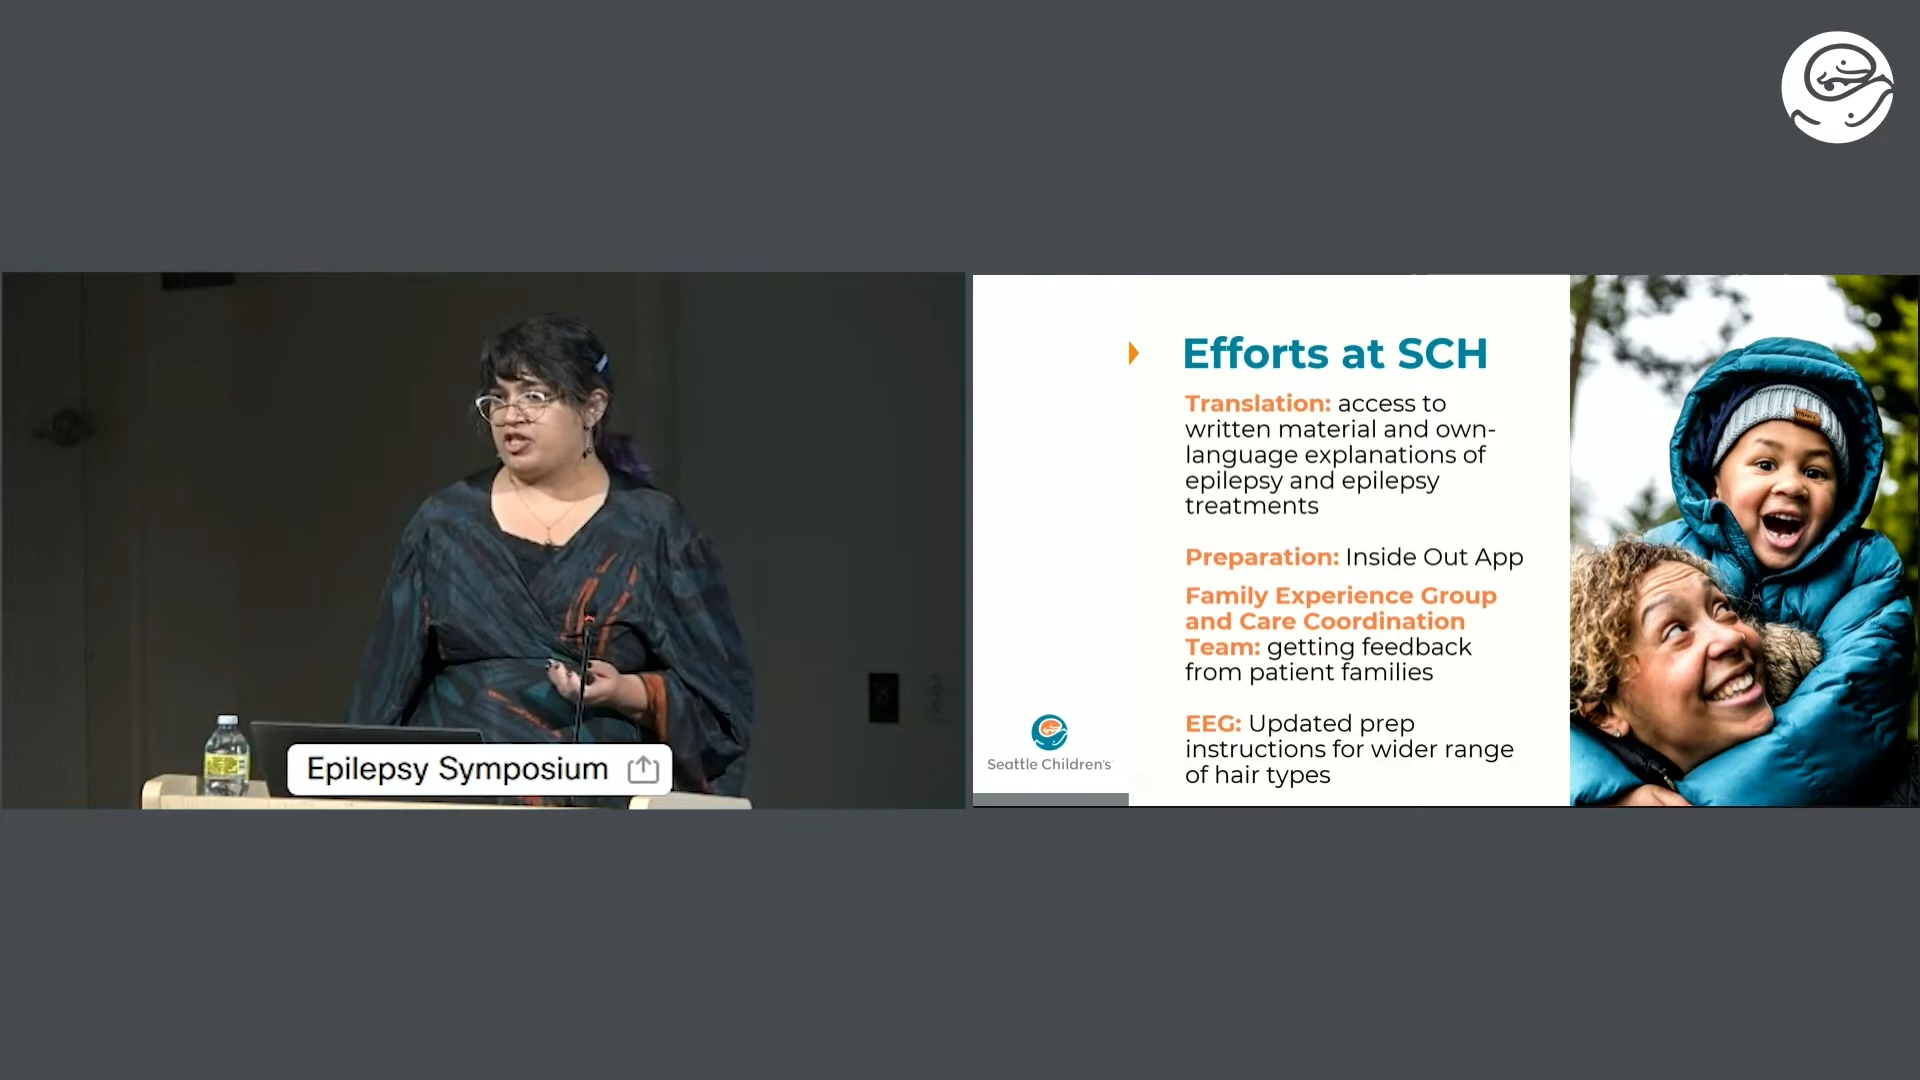 Efforts at SCH
Translation: access to
written material and own-
language explanations of
epilepsy and epilepsy
treatments
Preparation: Inside Out App
Family Experience Group
and Care Coordination
Team: getting feedback
from patient families
EEG: Updated prep
instructions for wider range
of hair types
Seattle Children's
Epilepsy Symposium